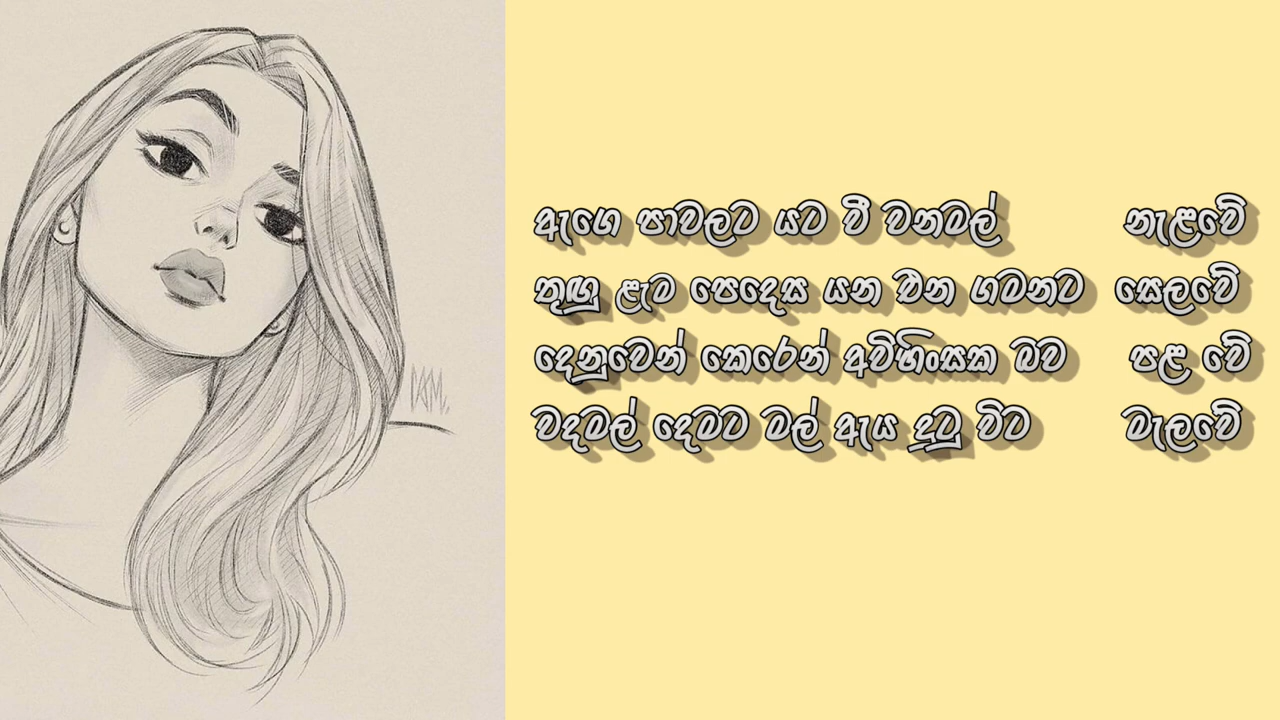 ඇගෙ පාවලට යට වී වනමල් නැළවේ
තුඟු ළැම පෙදෙස යන එන ගමනට සෙලවේ
දෙනුවෙන් කෙරෙන් අවිහිංසක බව පළ වේ
වදමල් දෙමට මල් ඇය දුටු විට මැලවේ